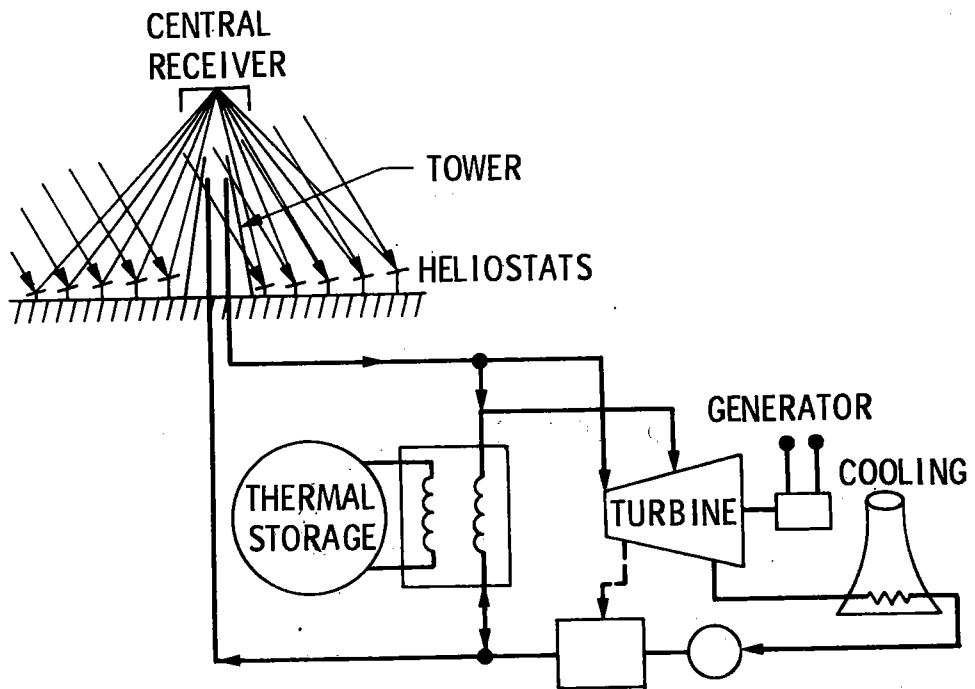 CENTRAL
RECEIVER
TOWER
HELIOSTATS
GENERATOR
COOLING
THERMAL
STORAGE
TURBINE